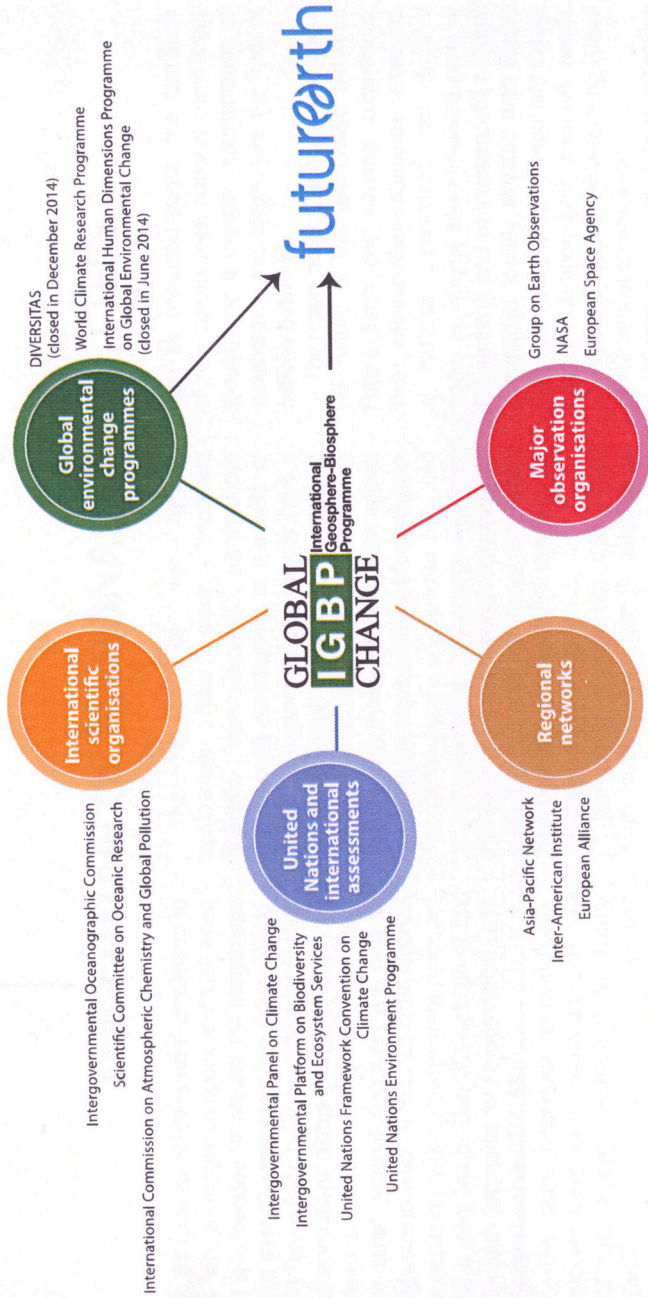 Intergovernmental Oceanographic Commission
Scientific Committee on Oceanic Research
International Commission on Atmospheric Chemistry and Global Pollution
International
scientific
organisations
Global
environmental
change
programmes
DIVERSITAS
(closed in December 2014)
World Climate Research Programme
International Human Dimensions Programme
on Global Environmental Change
(closed in June 2014)
Intergovernmental Panel on Climate Change
Intergovernmental Platform on Biodiversity
and Ecosystem Services
United Nations Framework Convention on
Climate Change
United Nations Environment Programme
United
Nations and
international
assessments
GLOBAL
IGBP
CHANGE
International
Geosphere-Biosphere
Programme
futurearth
Asia-Pacific Network
Inter-American Institute
European Alliance
Regional
networks
Major
observation
organisations
Group on Earth Observations
NASA
European Space Agency